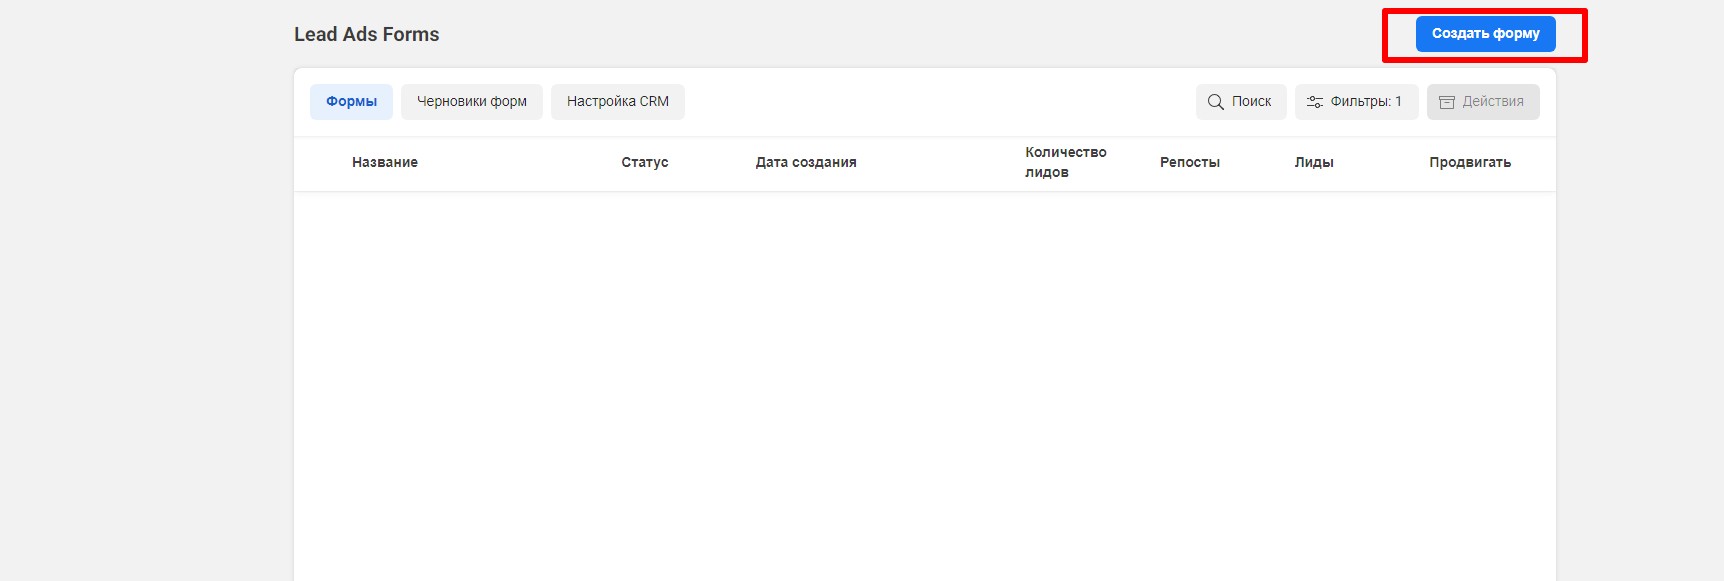 Lead Ads Forms
Создать форму
Формы
Черновики форм
Настройка CRM
Поиск
Фильтры: 1
Действия
Название
Статус
Дата создания
Количество
лидов
Репосты
Лиды
Продвигать